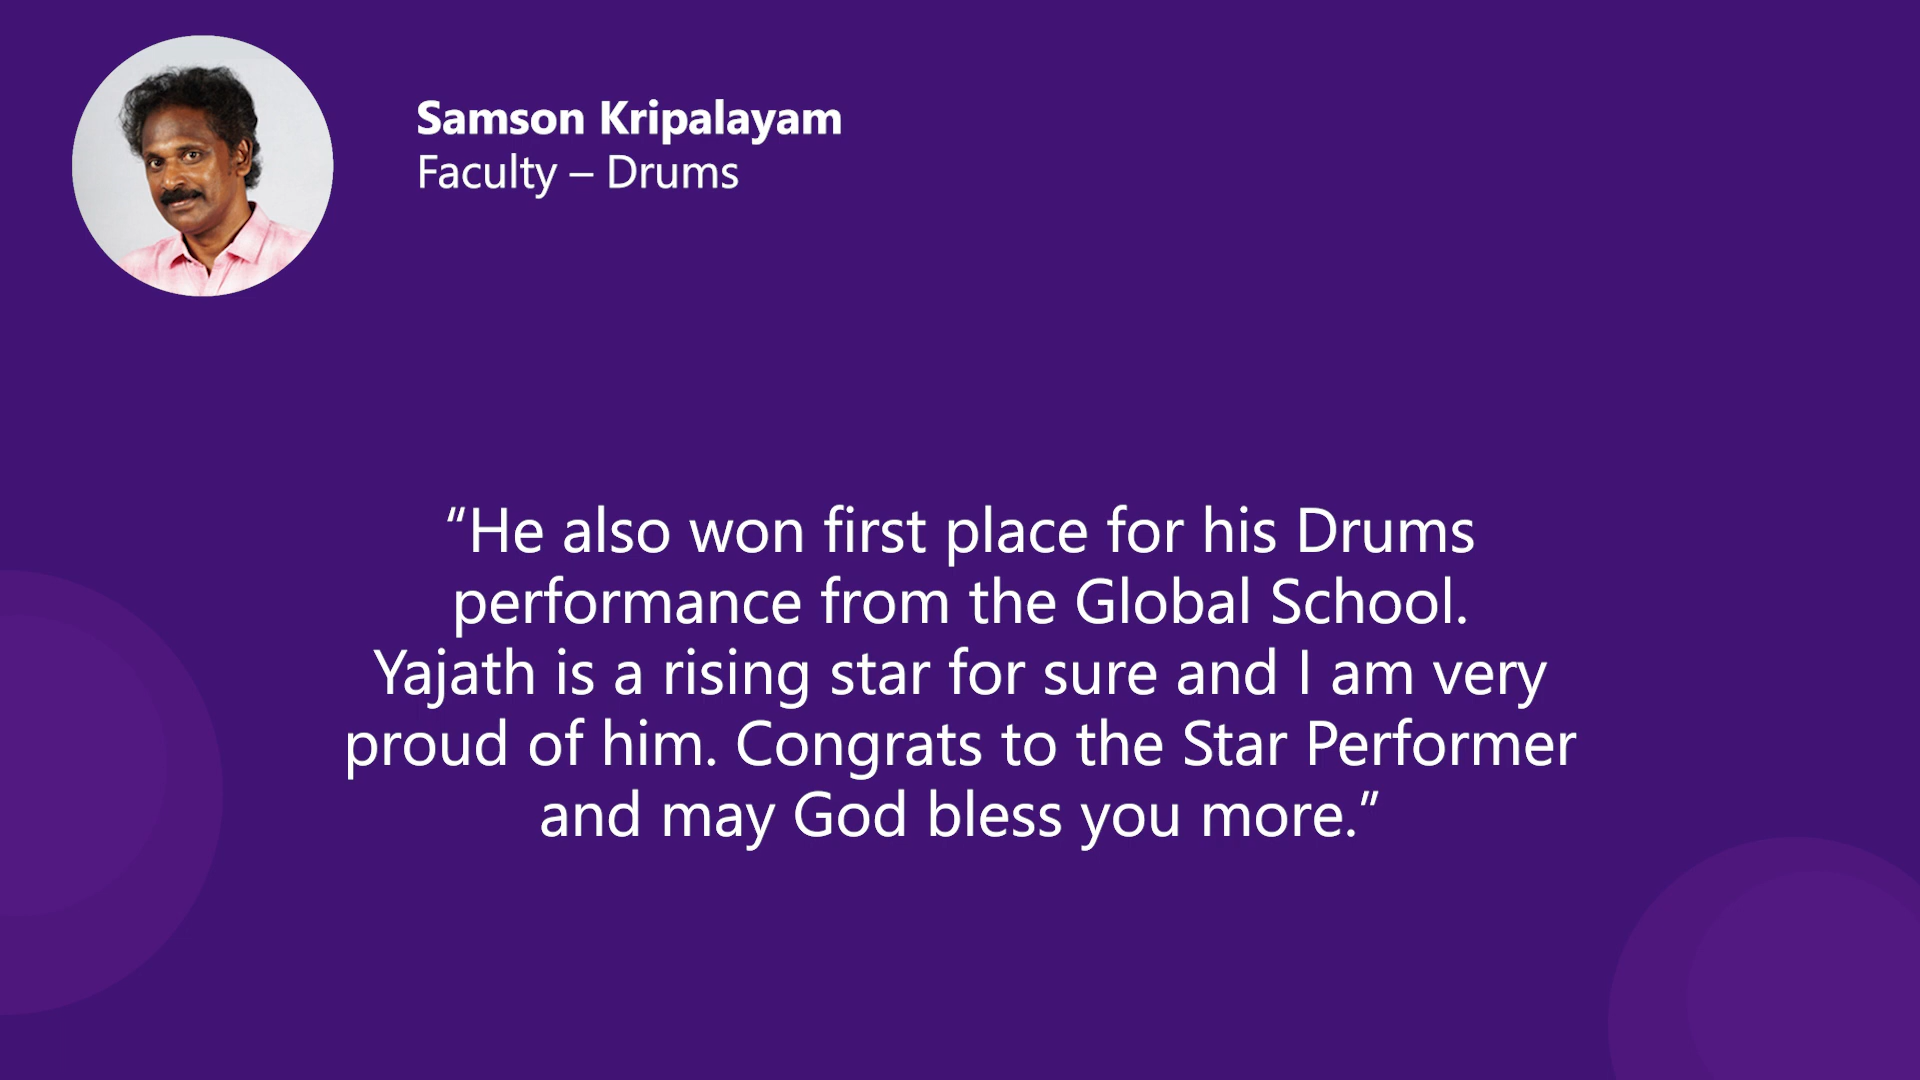 Samson Kripalayam
Faculty – Drums
“He also won first place for his Drums
performance from the Global School.
Yajath is a rising star for sure and I am very
proud of him. Congrats to the Star Performer
and may God bless you more.”